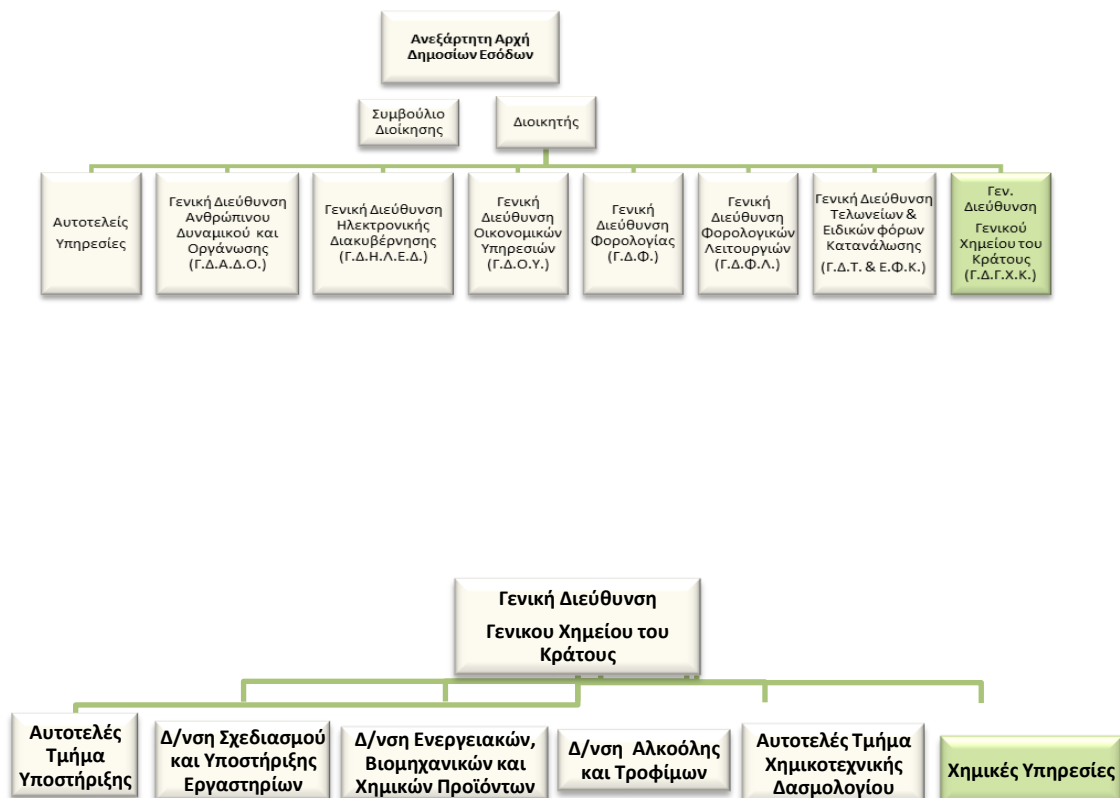 Ανεξάρτητη Αρχή
Δημοσίων Εσόδων
Συμβούλιο
Διοίκησης
Διοικητής
Αυτοτελείς
Υπηρεσίες
Γενική Διεύθυνση
Ανθρώπινου
Δυναμικού και
Οργάνωσης
(Γ.Δ.Α.Δ.Ο.)
Γενική Διεύθυνση
Ηλεκτρονικής
Διακυβέρνησης
(Γ.Δ.Η.Λ.Ε.Δ.)
Γενική
Διεύθυνση
Οικονομικών
Υπηρεσιών
(Γ.Δ.Ο.Υ.)
Γενική
Διεύθυνση
Φορολογίας
(Γ.Δ.Φ.)
Γενική
Διεύθυνση
Φορολογικών
Λειτουργιών
(Γ.Δ.Φ.Λ.)
Γενική Διεύθυνση
Τελωνείων &
Ειδικών φόρων
Κατανάλωσης
(Γ.Δ.Τ. & Ε.Φ.Κ.)
Γεν.
Διεύθυνση
Γενικού
Χημείου του
Κράτους
(Γ.Δ.Γ.Χ.Κ.)
Γενική Διεύθυνση
Γενικου Χημείου του
Κράτους
Αυτοτελές
Τμήμα
Υποστήριξης
Δ/νση Σχεδιασμού
και Υποστήριξης
Εργαστηρίων
Δ/νση Ενεργειακών,
Βιομηχανικών και
Χημικών Προϊόντων
Δ/νση Αλκοόλης
και Τροφίμων
Αυτοτελές Τμήμα
Χημικοτεχνικής
Δασμολογίου
Χημικές Υπηρεσίες